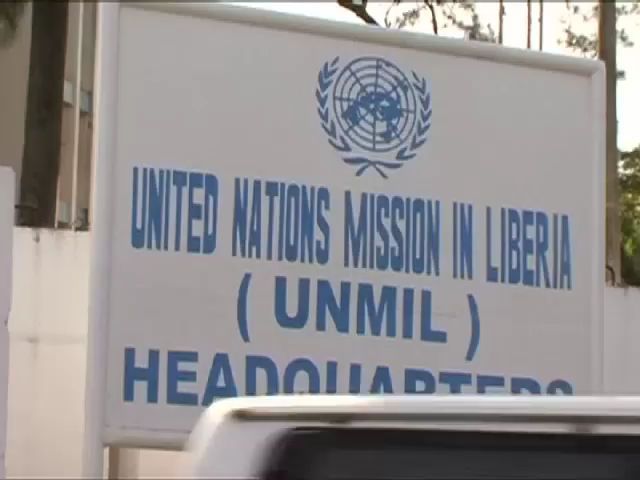 UNITED NATIONS MISSION IN LIBERIA
( UNMIL )
HEADQUARTERS